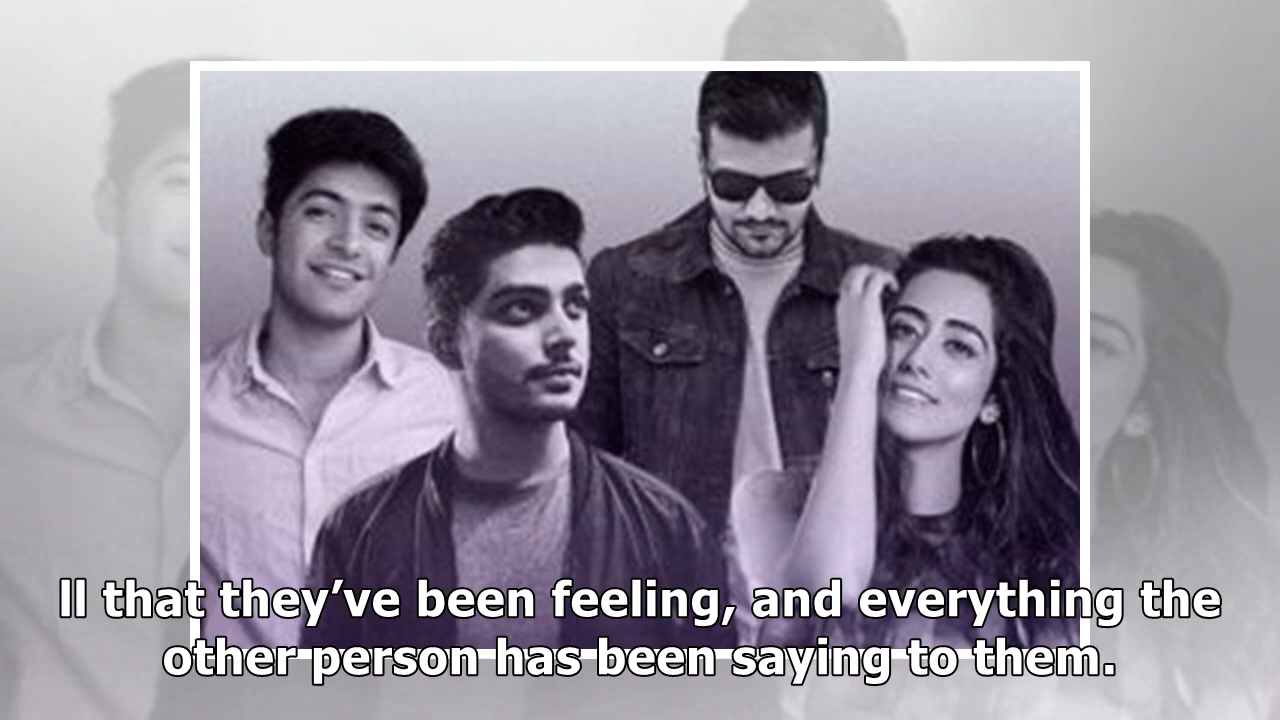 ll that they’ve been feeling, and everything the
other person has been saying to them.